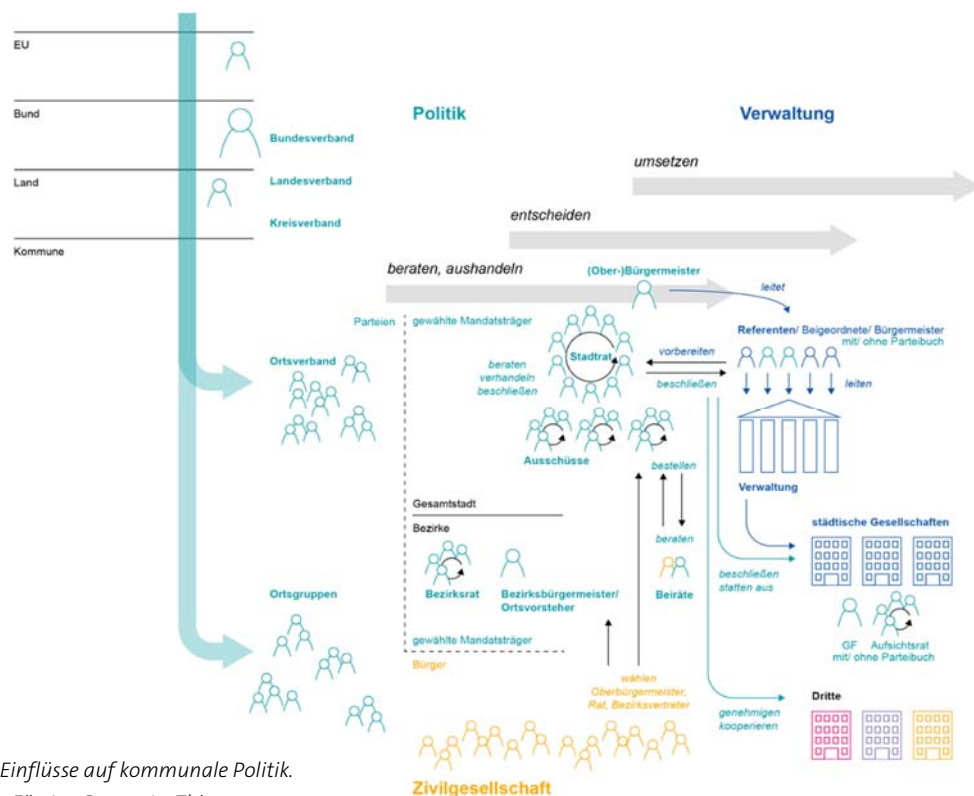 EU
Bund
Bundesverband
Land
Landesverband
Kreisverband
Kommune
Politik
Verwaltung
umsetzen
entscheiden
beraten, aushandeln
(Ober-)Bürgermeister
leitet
Parteien
gewählte Mandatsträger
Ortsverband
Stadtrat
beraten
verhandeln
beschließen
vorbereiten
beschließen
Referenten/ Beigeordnete/ Bürgermeister
mit/ ohne Parteibuch
leiten
Ausschüsse
bestellen
Verwaltung
Gesamtstadt
Bezirke
beraten
städtische Gesellschaften
beschließen
statten aus
Ortsgruppen
Bezirksrat
Bezirksbürgermeister/
Ortsvorsteher
Beiräte
GF
Aufsichtsrat
mit/ ohne Parteibuch
gewählte Mandatsträger
Bürger
wählen
Oberbürgermeister,
Rat, Bezirksvertreter
genehmigen
kooperieren
Dritte
Einflüsse auf kommunale Politik.
Zivilgesellschaft